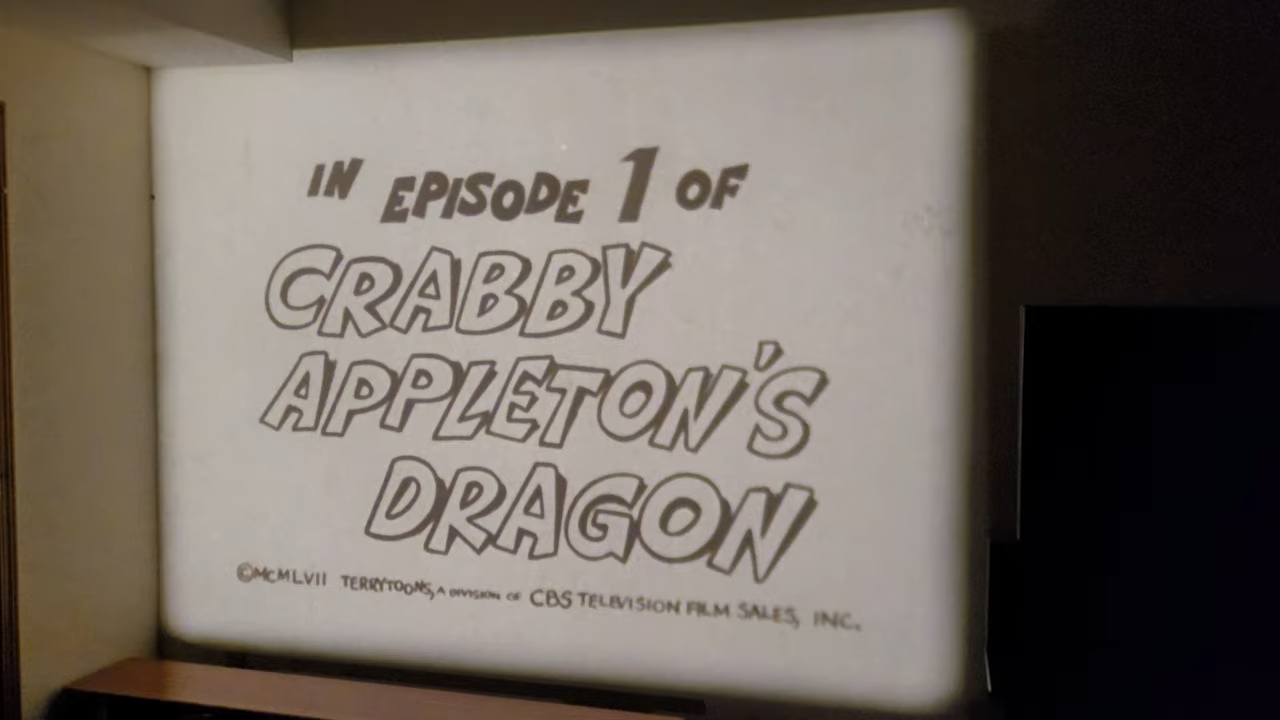 IN EPISODE 1 OF
CRABBY
APPLETON'S
DRAGON
©MCMLVII TERRYTOONS, A DIVISION OF CBS TELEVISION FILM SALES, INC.